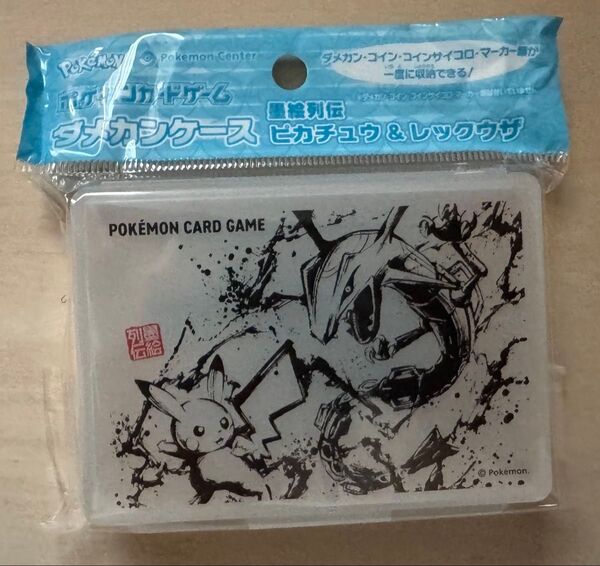 Pokémon Pokémon Center
ダメカン・コイン・コインサイコロ・マーカー類が
一度に収納できる!
ポケモンカードゲーム
ダメカンケース 墨絵列伝
ピカチュウ&レックウザ
POKÉMON CARD GAME
墨絵
列伝
©Pokémon.